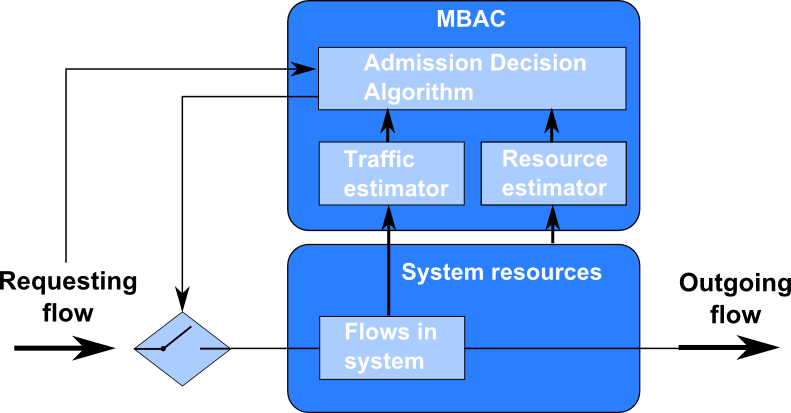 MBAC
Admission Decision
Algorithm
Traffic
estimator
Resource
estimator
System resources
Requesting
flow
Flows in
system
Outgoing
flow